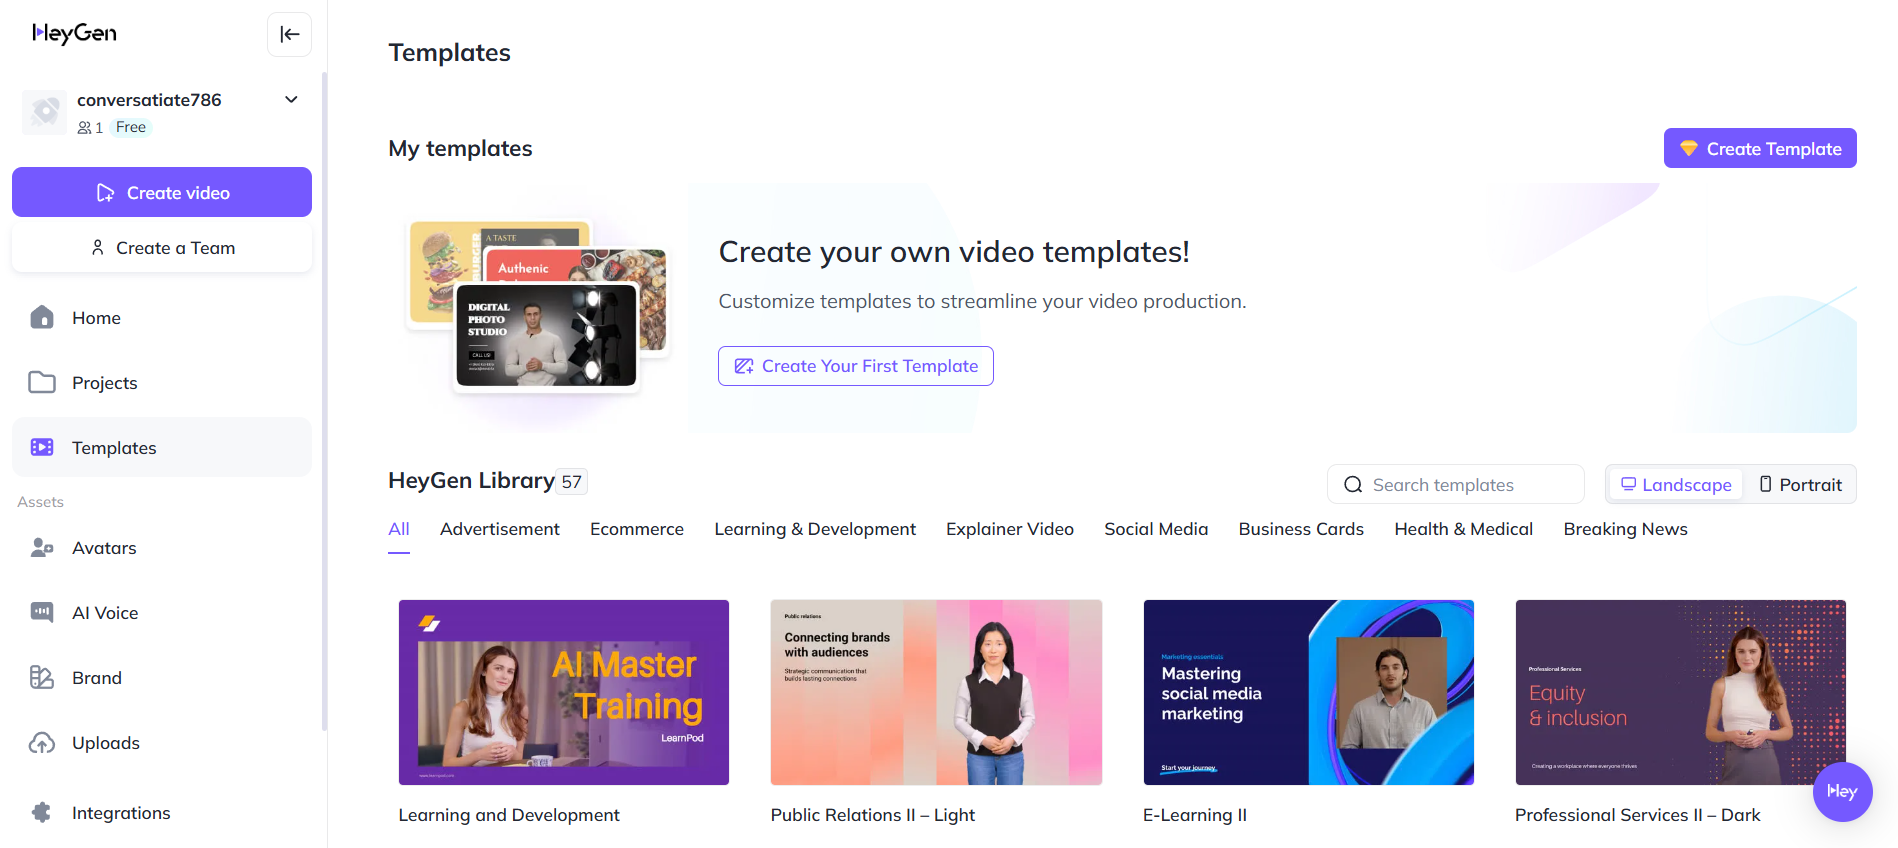 HeyGen
conversatiate786
1 Free
Create video
Create a Team
Home
Projects
Templates
Assets
Avatars
AI Voice
Brand
Uploads
Integrations
Templates
My templates
Create Template
A TASTE
BURGER
Authenic
DIGITAL
PHOTO
STUDIO
CALL US!
Create your own video templates!
Customize templates to streamline your video production.
Create Your First Template
HeyGen Library 57
Search templates
Landscape
Portrait
All Advertisement Ecommerce Learning & Development Explainer Video Social Media Business Cards Health & Medical Breaking News
AI Master
Training
LearnPod
Learning and Development
Public relations
Connecting brands
with audiences
Strategic communication that
builds lasting connections
Public Relations II – Light
Marketing essentials
Mastering
social media
marketing
Start your journey
E-Learning II
Professional Services
Equity
& inclusion
Creating a workplace where everyone thrives
Professional Services II – Dark
Hey